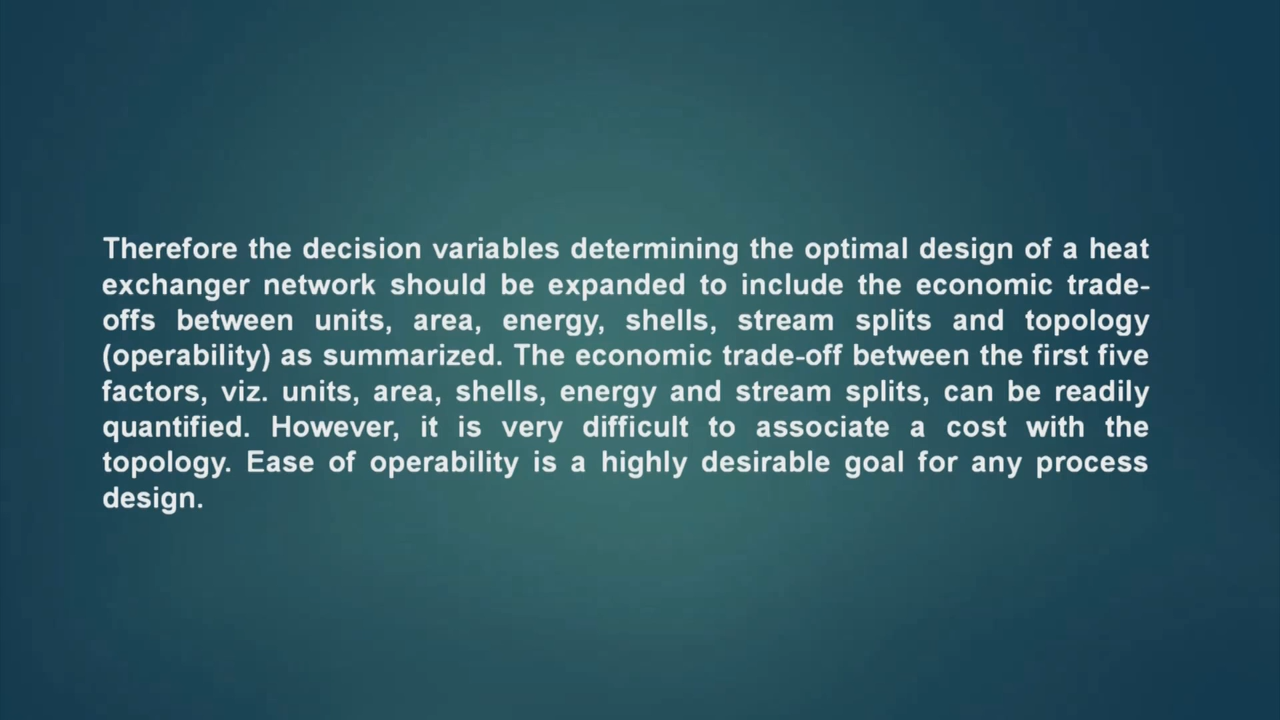 Therefore the decision variables determining the optimal design of a heat
exchanger network should be expanded to include the economic trade-
offs between units, area, energy, shells, stream splits and topology
(operability) as summarized. The economic trade-off between the first five
factors, viz. units, area, shells, energy and stream splits, can be readily
quantified. However, it is very difficult to associate a cost with the
topology. Ease of operability is a highly desirable goal for any process
design.